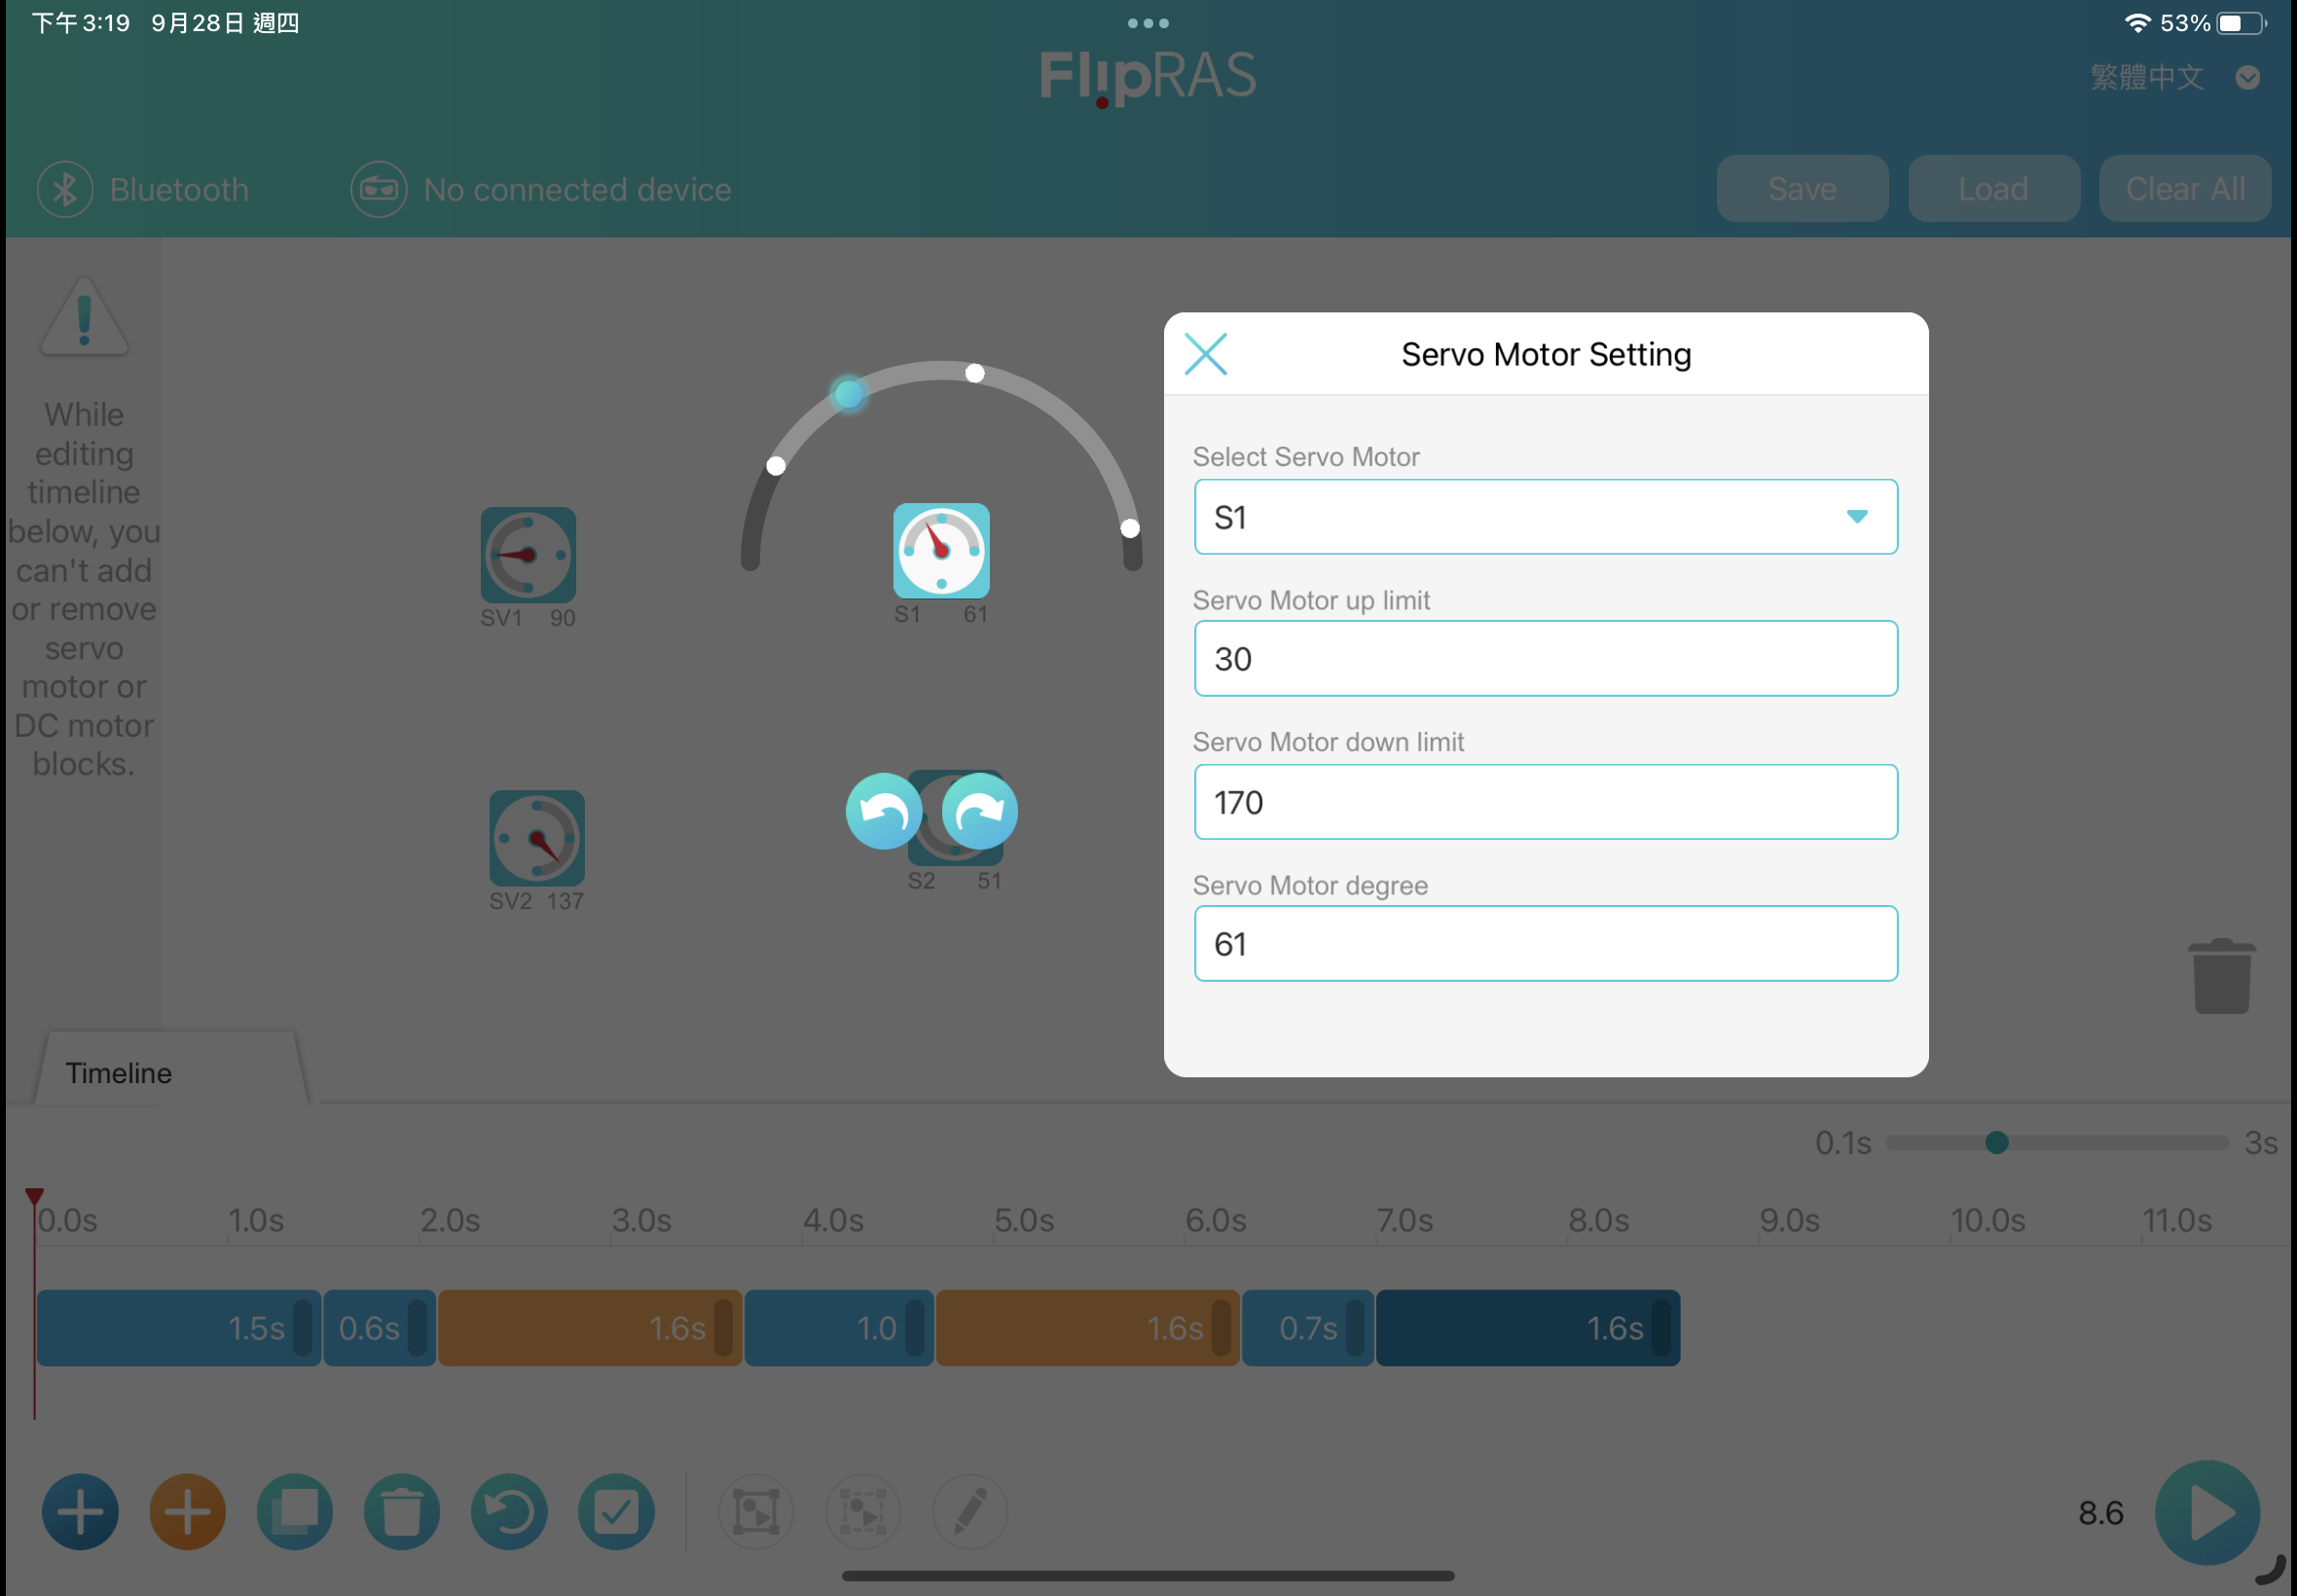 下午3:19 9月28日 週四
53%
FlipRAS
繁體中文
Bluetooth
No connected device
Save
Load
Clear All
While
editing
timeline
below, you
can't add
or remove
servo
motor or
DC motor
blocks.
SV1 90
S1 61
SV2 137
S2 51
Servo Motor Setting
Select Servo Motor
S1
Servo Motor up limit
30
Servo Motor down limit
170
Servo Motor degree
61
Timeline
0.1s
3s
0.0s 1.0s 2.0s 3.0s 4.0s 5.0s 6.0s 7.0s 8.0s 9.0s 10.0s 11.0s
1.5s 0.6s 1.6s 1.0 1.6s 0.7s 1.6s
8.6